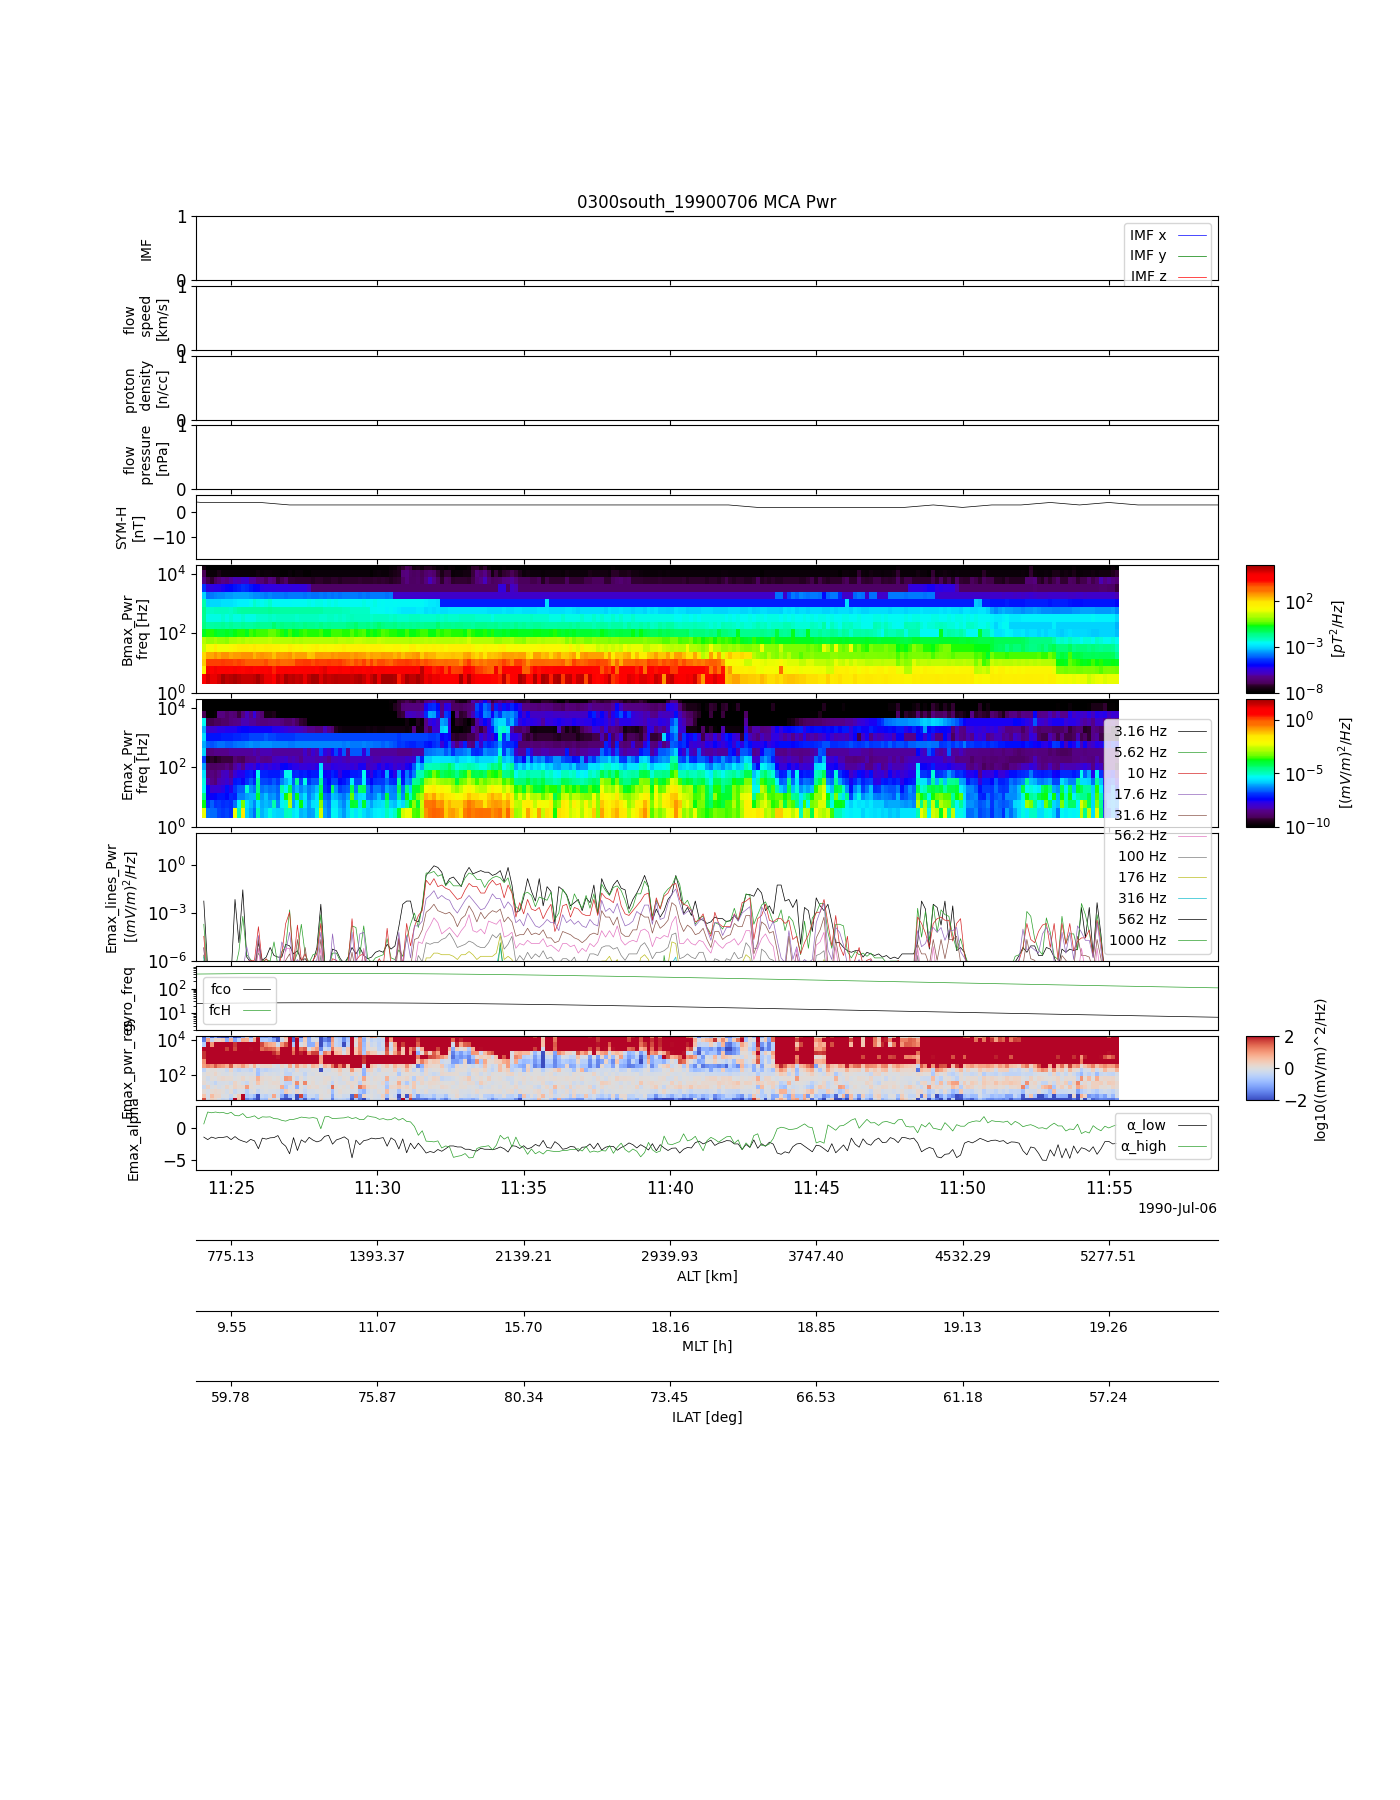 0300south_19900706 MCA Pwr
1
0
IMF
IMF x
IMF y
IMF z
1
0
flow
speed
[km/s]
1
0
proton
density
[n/cc]
1
0
flow
pressure
[nPa]
0
−10
SYM-H
[nT]
10^4
10^2
10^0
Bmax_Pwr
freq [Hz]
10^2
10^−3
10^−8
[pT^2/Hz]
10^4
10^2
10^0
Emax_Pwr
freq [Hz]
10^0
10^−5
10^−10
[(mV/m)^2/Hz]
3.16 Hz
5.62 Hz
10 Hz
17.6 Hz
31.6 Hz
56.2 Hz
100 Hz
176 Hz
316 Hz
562 Hz
1000 Hz
10^0
10^−3
10^−6
Emax_lines_Pwr
[(mV/m)^2/Hz]
10^2
10^1
gyro_freq
fco
fcH
10^4
10^2
Emax_pwr_reg
2
0
−2
log10((mV/m)^2/Hz)
0
−5
Emax_alpha
α_low
α_high
11:25 11:30 11:35 11:40 11:45 11:50 11:55
1990-Jul-06
775.13 1393.37 2139.21 2939.93 3747.40 4532.29 5277.51
ALT [km]
9.55 11.07 15.70 18.16 18.85 19.13 19.26
MLT [h]
59.78 75.87 80.34 73.45 66.53 61.18 57.24
ILAT [deg]